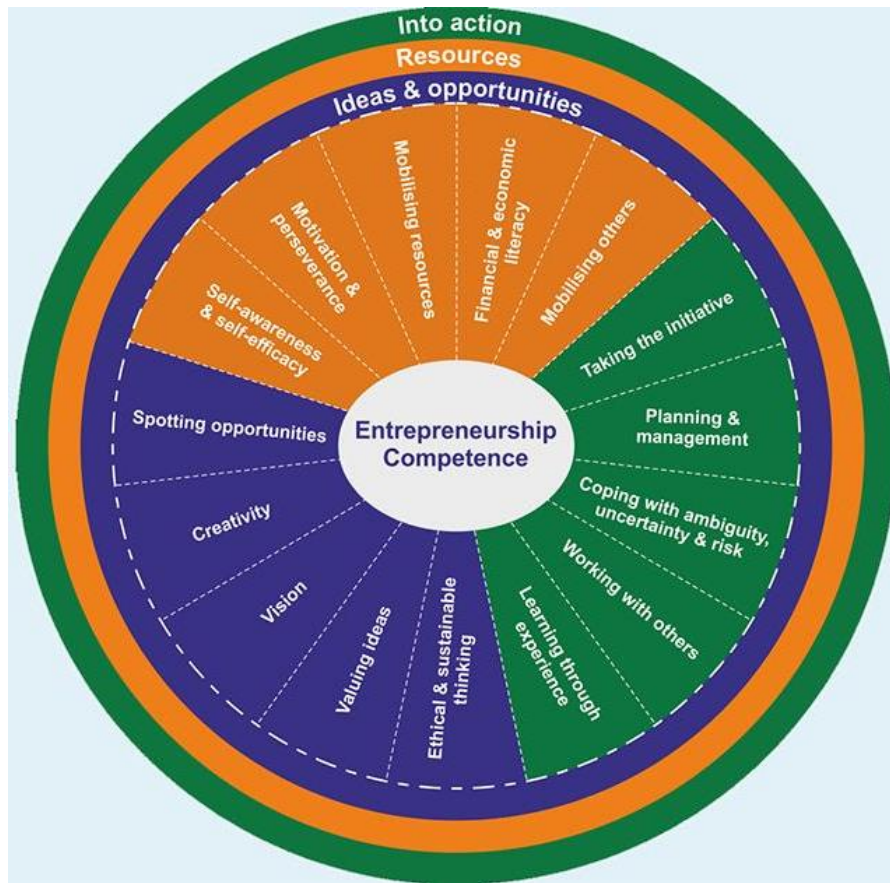 Into action
Resources
Ideas & opportunities
Mobilising resources
Financial & economic
literacy
Mobilising others
Motivation &
perseverance
Self-awareness
& self-efficacy
Taking the initiative
Planning &
management
Coping with ambiguity,
uncertainty & risk
Working with others
Learning through
experience
Ethical & sustainable
thinking
Valuing ideas
Vision
Creativity
Spotting opportunities
Entrepreneurship
Competence